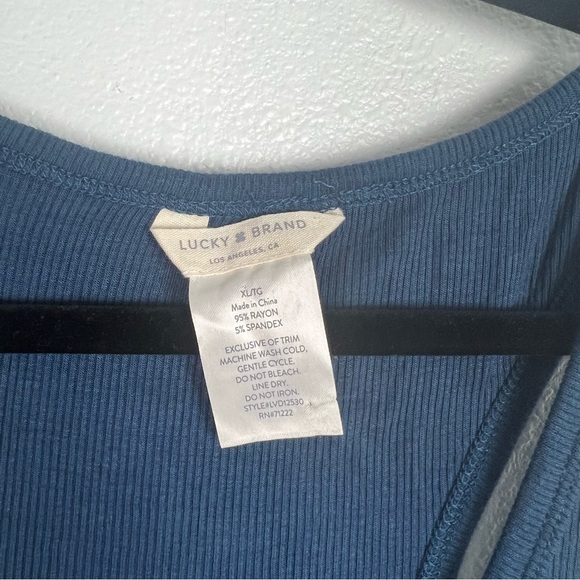 LUCKY BRAND
LOS ANGELES, CA
XL/TG
Made in China
95% RAYON
5% SPANDEX
EXCLUSIVE OF TRIM
MACHINE WASH COLD,
GENTLE CYCLE.
DO NOT BLEACH.
LINE DRY.
DO NOT IRON.
STYLE#LVD12530
RN#71222